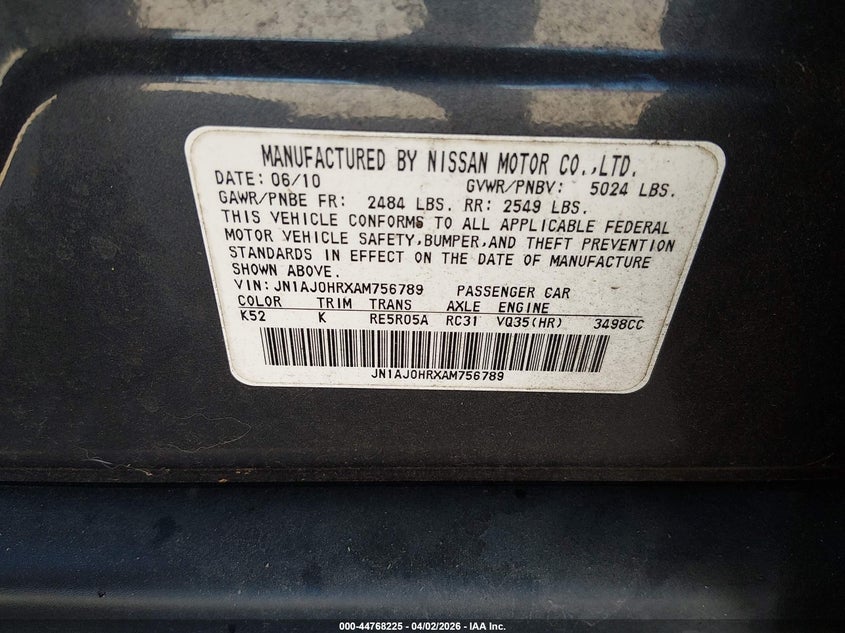 MANUFACTURED BY NISSAN MOTOR CO.,LTD.
DATE: 06/10 GVWR/PNBV: 5024 LBS.
GAWR/PNBE FR: 2484 LBS. RR: 2549 LBS.
THIS VEHICLE CONFORMS TO ALL APPLICABLE FEDERAL
MOTOR VEHICLE SAFETY,BUMPER,AND THEFT PREVENTION
STANDARDS IN EFFECT ON THE DATE OF MANUFACTURE
SHOWN ABOVE.
VIN: JN1AJ0HRXAM756789 PASSENGER CAR
COLOR TRIM TRANS AXLE ENGINE
K52 K RE5R05A RC31 VQ35(HR) 3498CC
JN1AJ0HRXAM756789
000-44768225 - 04/02/2026 - IAA Inc.